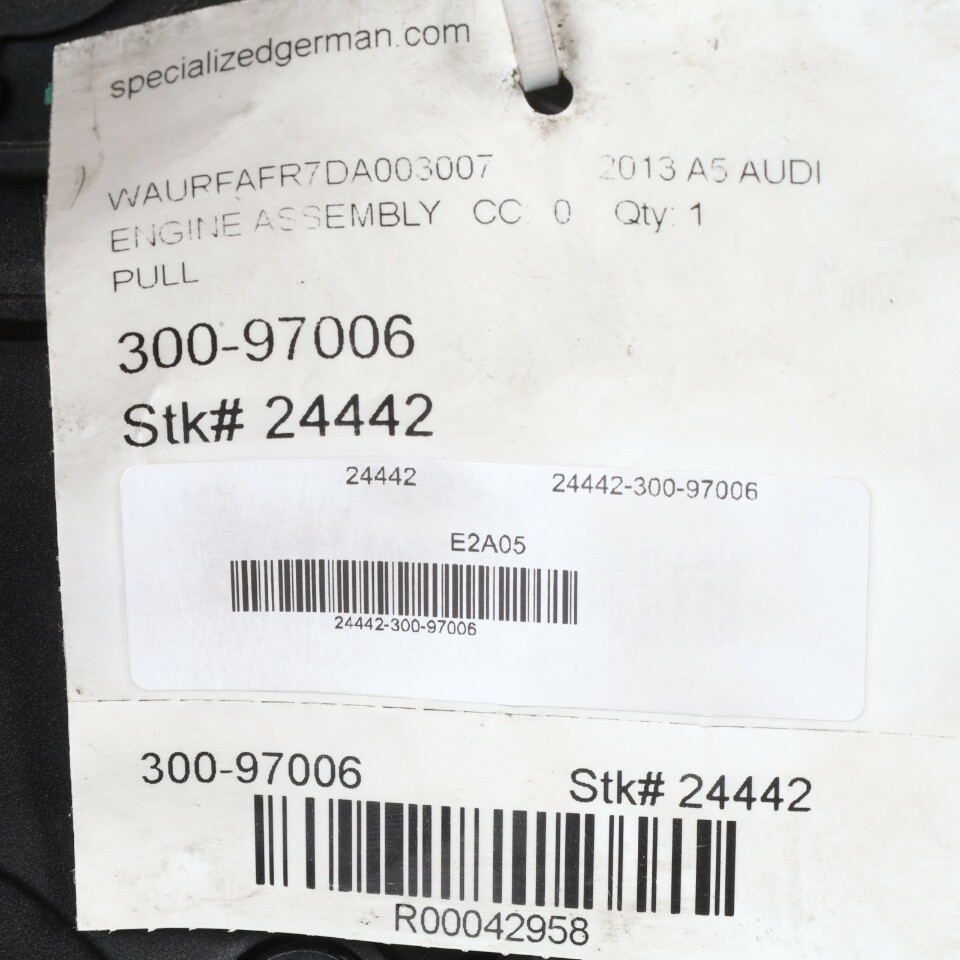 specializedgerman.com
WAURFAFR7DA003007 2013 A5 AUDI
ENGINE ASSEMBLY CC: 0 Qty: 1
PULL
300-97006
Stk# 24442
24442 24442-300-97006
E2A05
24442-300-97006
300-97006 Stk# 24442
R00042958